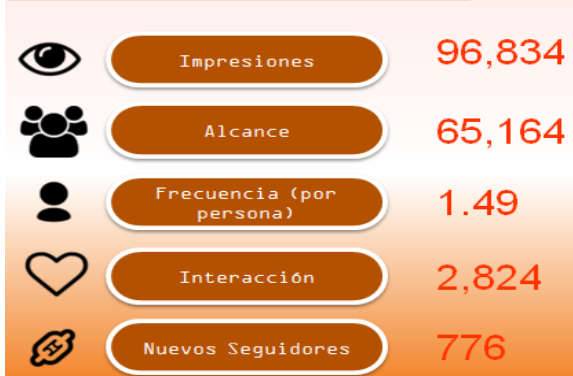 Impresiones 96,834
Alcance 65,164
Frecuencia (por
persona) 1.49
Interacción 2,824
Nuevos Seguidores 776